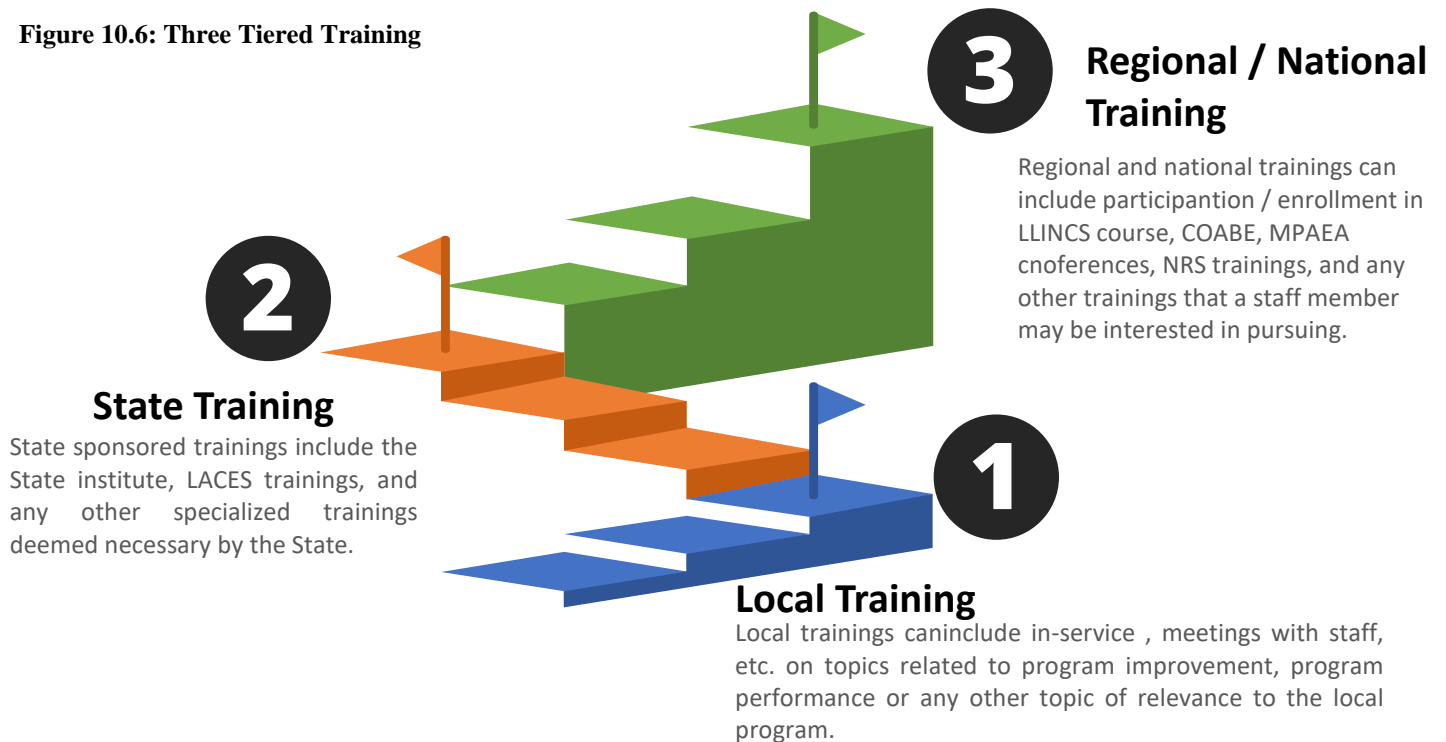 Figure 10.6: Three Tiered Training
3
Regional / National
Training
Regional and national trainings can
include participantion / enrollment in
LLINCS course, COABE, MPAEA
cnoferences, NRS trainings, and any
other trainings that a staff member
may be interested in pursuing.
2
State Training
State sponsored trainings include the
State institute, LACES trainings, and
any other specialized trainings
deemed necessary by the State.
1
Local Training
Local trainings caninclude in-service , meetings with staff,
etc. on topics related to program improvement, program
performance or any other topic of relevance to the local
program.